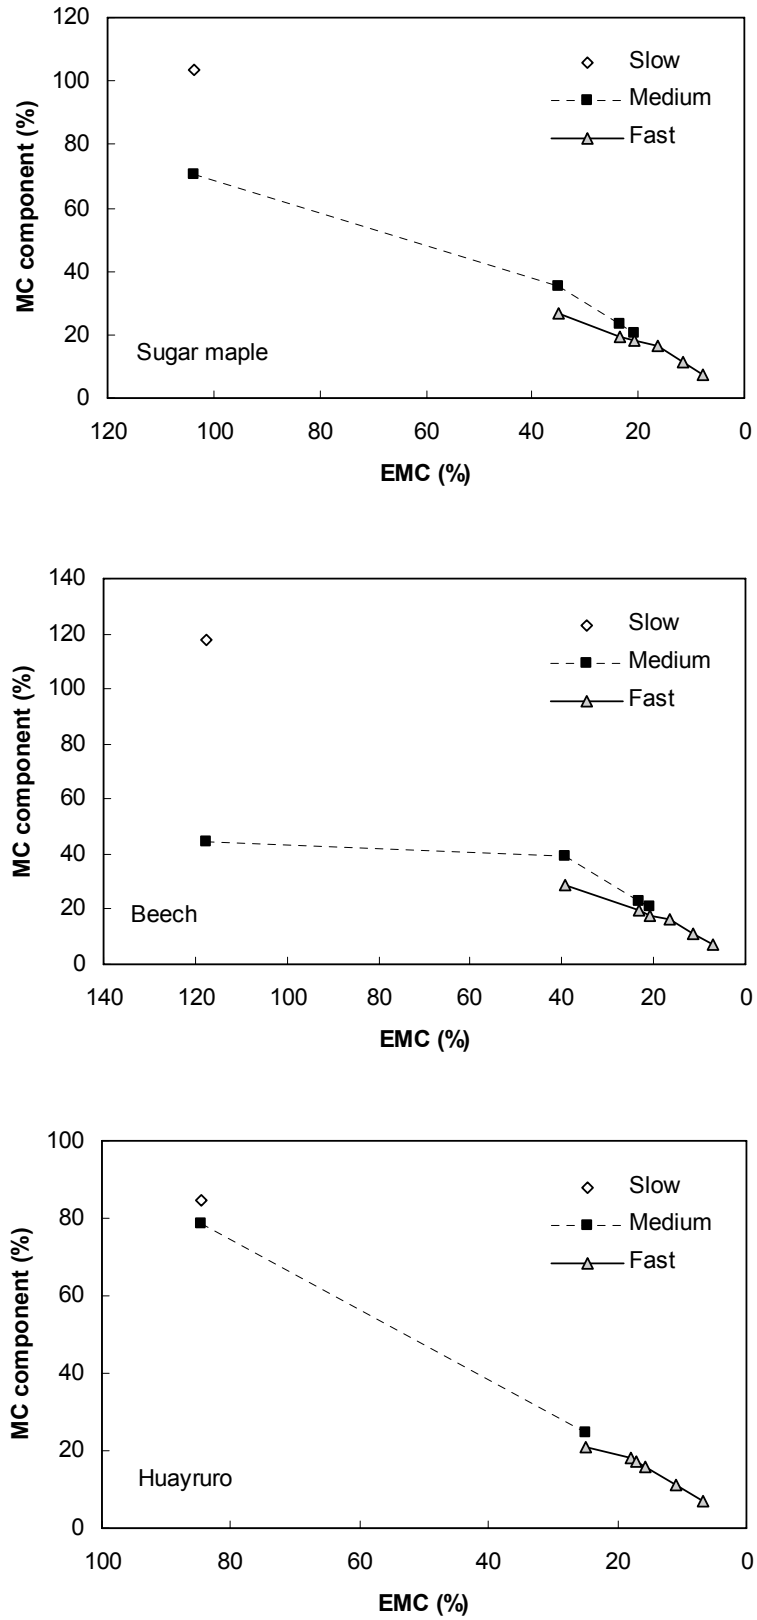 120
100
80
60
40
20
0
MC component (%)
Slow
Medium
Fast
Sugar maple
120 100 80 60 40 20 0
EMC (%)
140
120
100
80
60
40
20
0
MC component (%)
Slow
Medium
Fast
Beech
140 120 100 80 60 40 20 0
EMC (%)
100
80
60
40
20
0
MC component (%)
Slow
Medium
Fast
Huayruro
100 80 60 40 20 0
EMC (%)